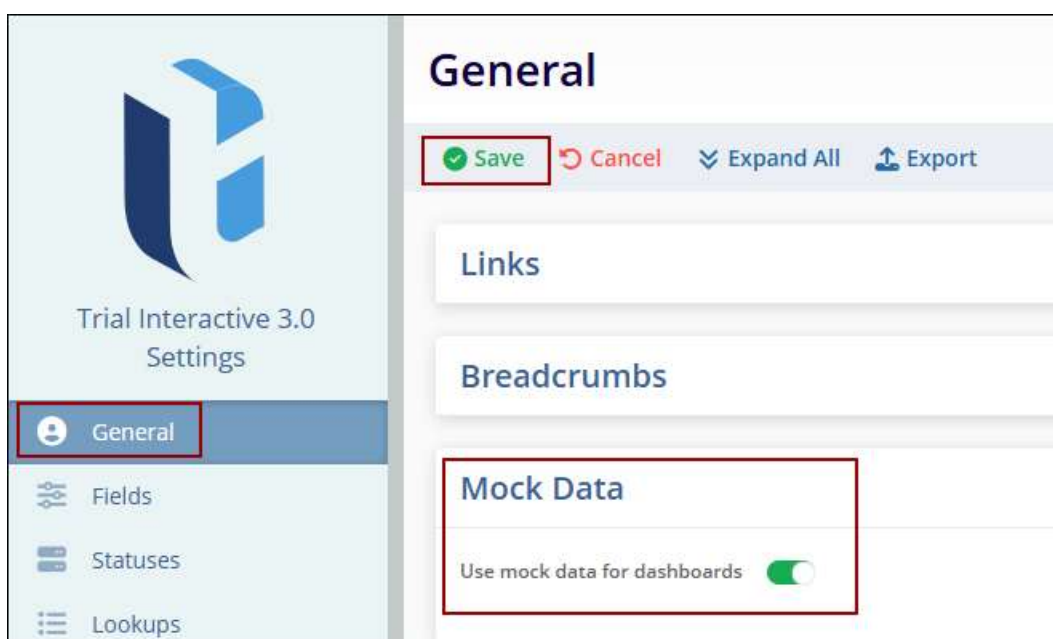 Trial Interactive 3.0
Settings
General
Fields
Statuses
Lookups
General
Save Cancel Expand All Export
Links
Breadcrumbs
Mock Data
Use mock data for dashboards